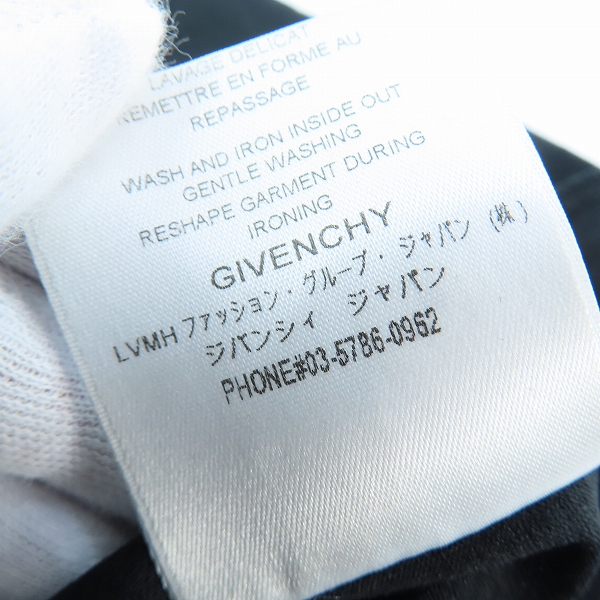 LAVAGE DELICAT
REMETTRE EN FORME AU
REPASSAGE
WASH AND IRON INSIDE OUT
GENTLE WASHING
RESHAPE GARMENT DURING
IRONING
GIVENCHY
LVMH ファッション・グループ・ジャパン (株)
ジバンシィ ジャパン
PHONE#03-5786-0962